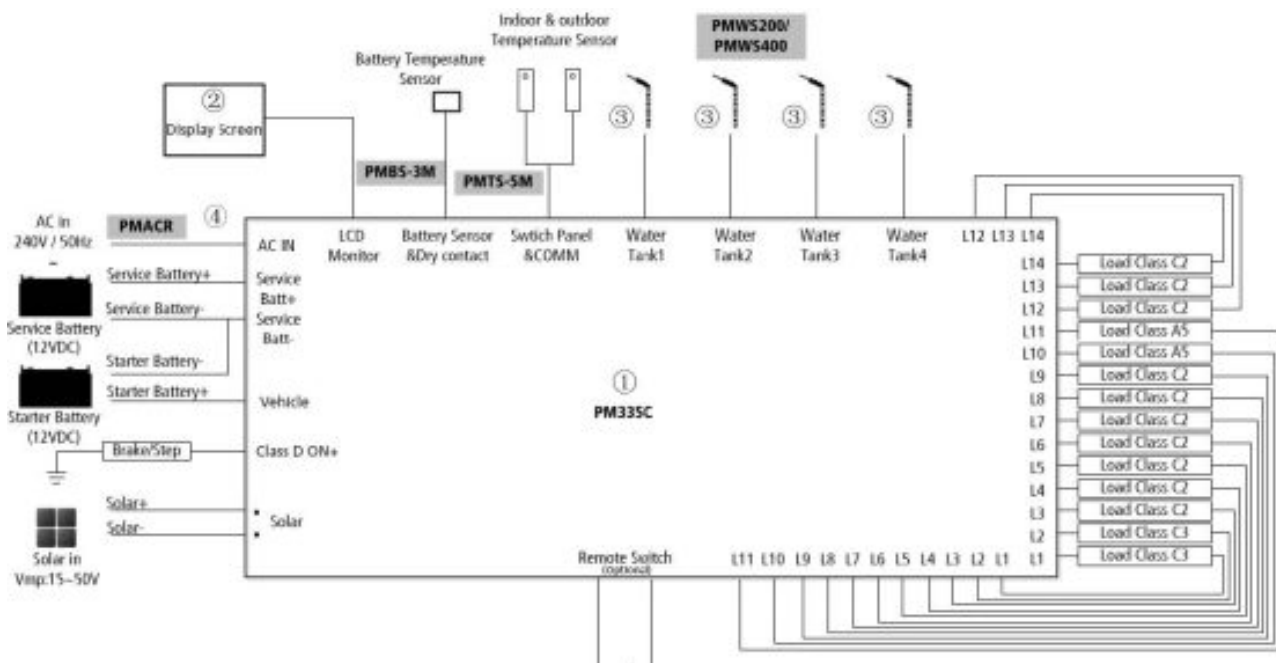 Indoor & outdoor
Temperature Sensor
PMWS200/
PMWS400
Battery Temperature
Sensor
②
Display Screen
③
③
③
③
PMBS-3M
PMTS-5M
AC in
240V / 50Hz
PMACR
④
AC IN
LCD
Monitor
Battery Sensor
&Dry contact
Swtich Panel
&COMM
Water
Tank1
Water
Tank2
Water
Tank3
Water
Tank4
L12 L13 L14
Service Battery+
Service
Batt+
Service Battery-
Service
Batt-
Service Battery
(12VDC)
Starter Battery-
Starter Battery+
Vehicle
Starter Battery
(12VDC)
Brake/Step
Class D ON+
Solar+
Solar-
Solar
Solar in
Vmp:15~50V
①
PM335C
L14 Load Class C2
L13 Load Class C2
L12 Load Class C2
L11 Load Class A5
L10 Load Class A5
L9 Load Class C2
L8 Load Class C2
L7 Load Class C2
L6 Load Class C2
L5 Load Class C2
L4 Load Class C2
L3 Load Class C2
L2 Load Class C3
L1 Load Class C3
Remote Switch
(Optional)
L11 L10 L9 L8 L7 L6 L5 L4 L3 L2 L1